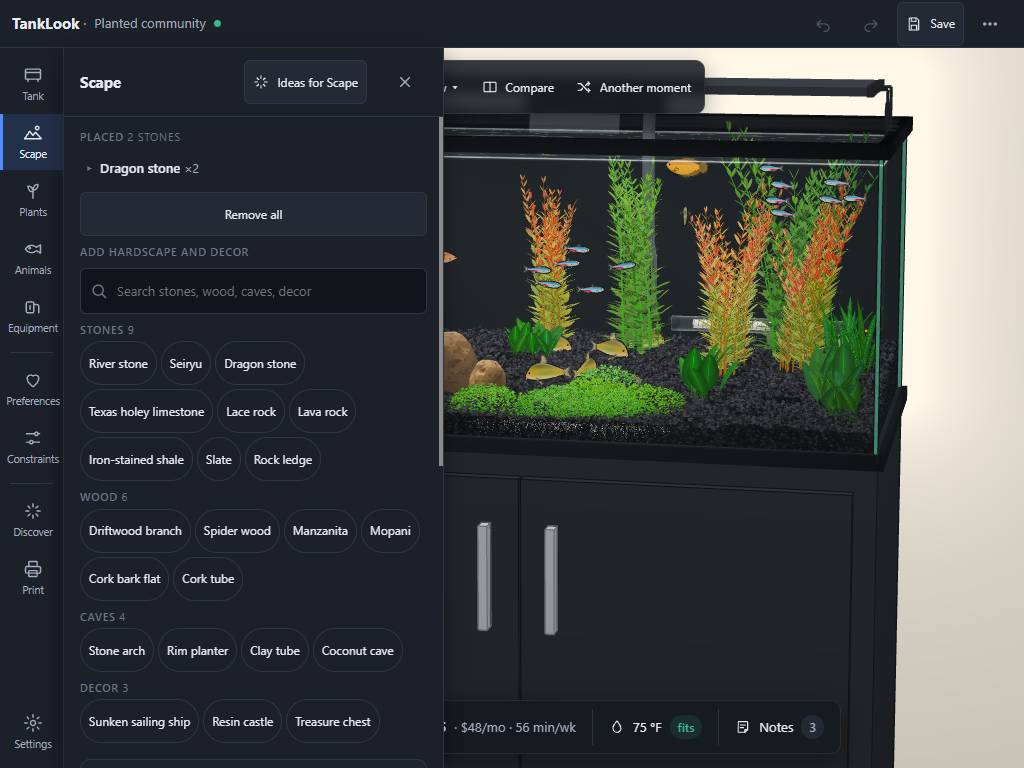 TankLook · Planted community
Save
Tank
Scape
Plants
Animals
Equipment
Preferences
Constraints
Discover
Print
Settings
Scape
Ideas for Scape
PLACED 2 STONES
Dragon stone ×2
Remove all
ADD HARDSCAPE AND DECOR
Search stones, wood, caves, decor
STONES 9
River stone Seiryu Dragon stone
Texas holey limestone Lace rock Lava rock
Iron-stained shale Slate Rock ledge
WOOD 6
Driftwood branch Spider wood Manzanita Mopani
Cork bark flat Cork tube
CAVES 4
Stone arch Rim planter Clay tube Coconut cave
DECOR 3
Sunken sailing ship Resin castle Treasure chest
Compare Another moment
· $48/mo · 56 min/wk 75 °F fits Notes 3